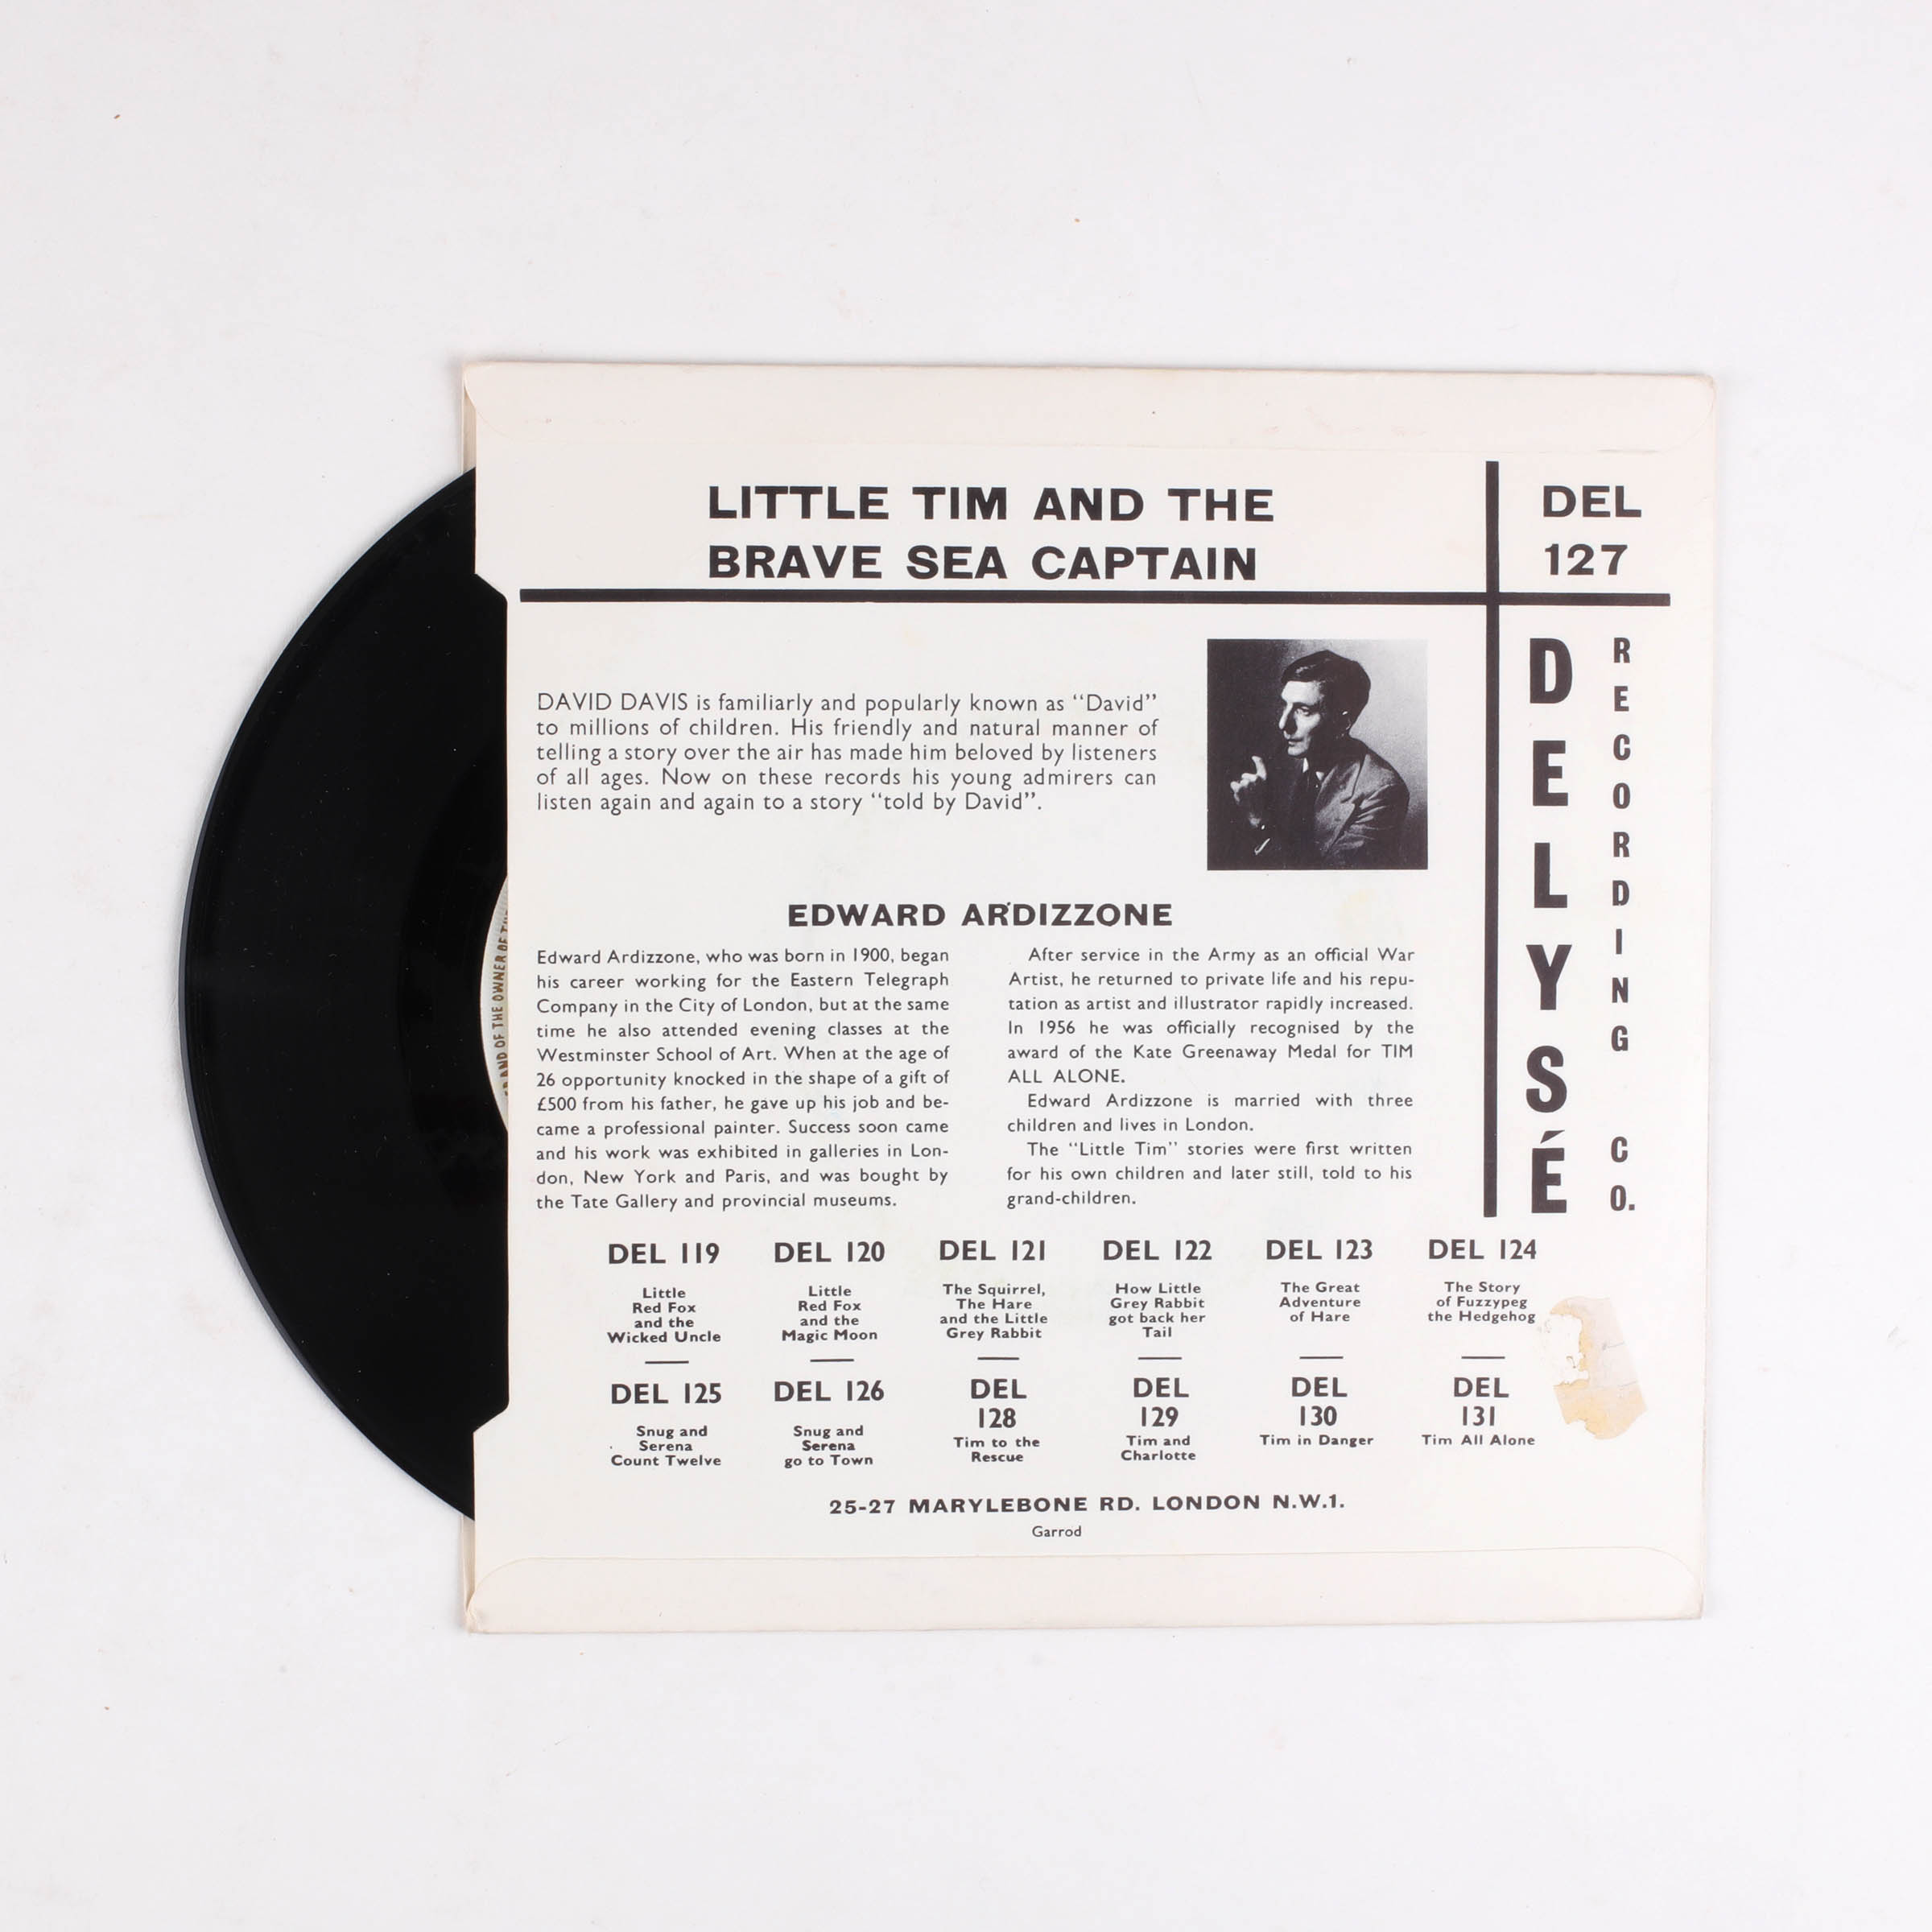 LITTLE TIM AND THE
BRAVE SEA CAPTAIN
DEL
127
DELYSÉ
RECORDING CO.
DAVID DAVIS is familiarly and popularly known as “David”
to millions of children. His friendly and natural manner of
telling a story over the air has made him beloved by listeners
of all ages. Now on these records his young admirers can
listen again and again to a story “told by David”.
EDWARD ARDIZZONE
Edward Ardizzone, who was born in 1900, began
his career working for the Eastern Telegraph
Company in the City of London, but at the same
time he also attended evening classes at the
Westminster School of Art. When at the age of
26 opportunity knocked in the shape of a gift of
£500 from his father, he gave up his job and be-
came a professional painter. Success soon came
and his work was exhibited in galleries in Lon-
don, New York and Paris, and was bought by
the Tate Gallery and provincial museums.
After service in the Army as an official War
Artist, he returned to private life and his repu-
tation as artist and illustrator rapidly increased.
In 1956 he was officially recognised by the
award of the Kate Greenaway Medal for TIM
ALL ALONE.
Edward Ardizzone is married with three
children and lives in London.
The “Little Tim” stories were first written
for his own children and later still, told to his
grand-children.
DEL 119
Little
Red Fox
and the
Wicked Uncle
DEL 120
Little
Red Fox
and the
Magic Moon
DEL 121
The Squirrel,
The Hare
and the Little
Grey Rabbit
DEL 122
How Little
Grey Rabbit
got back her
Tail
DEL 123
The Great
Adventure
of Hare
DEL 124
The Story
of Fuzzypeg
the Hedgehog
DEL 125
Snug and
Serena
Count Twelve
DEL 126
Snug and
Serena
go to Town
DEL
128
Tim to the
Rescue
DEL
129
Tim and
Charlotte
DEL
130
Tim in Danger
DEL
131
Tim All Alone
25-27 MARYLEBONE RD. LONDON N.W.1.
Garrod
AND OF THE OWNER OF